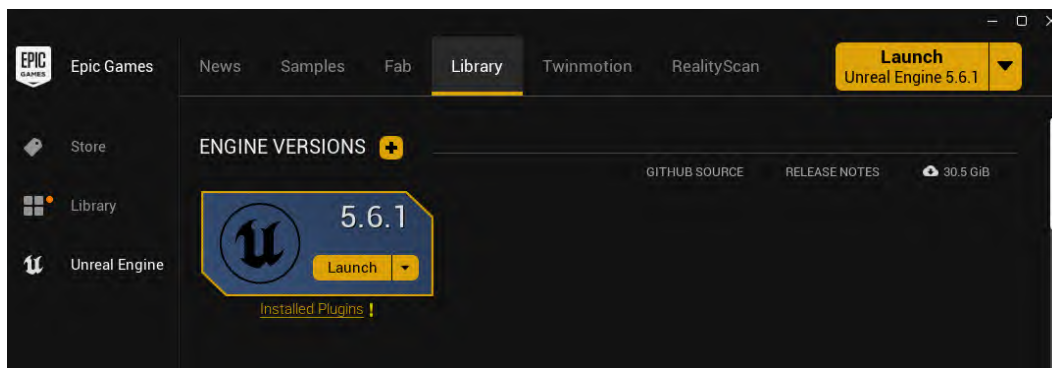 EPIC
GAMES
Epic Games
News
Samples
Fab
Library
Twinmotion
RealityScan
Launch
Unreal Engine 5.6.1
Store
Library
Unreal Engine
ENGINE VERSIONS
GITHUB SOURCE
RELEASE NOTES
30.5 GiB
5.6.1
Launch
Installed Plugins !